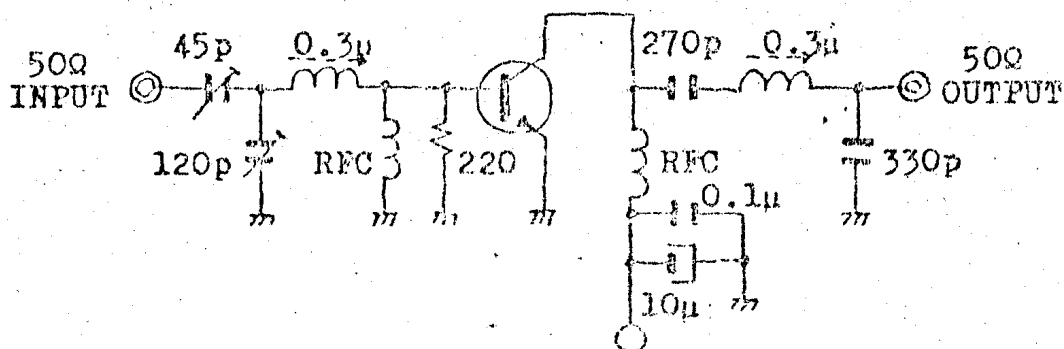 50Ω
INPUT
45p
0.3μ
120p
RFC
220
270p
0.3μ
50Ω
OUTPUT
RFC
330p
0.1μ
10μ